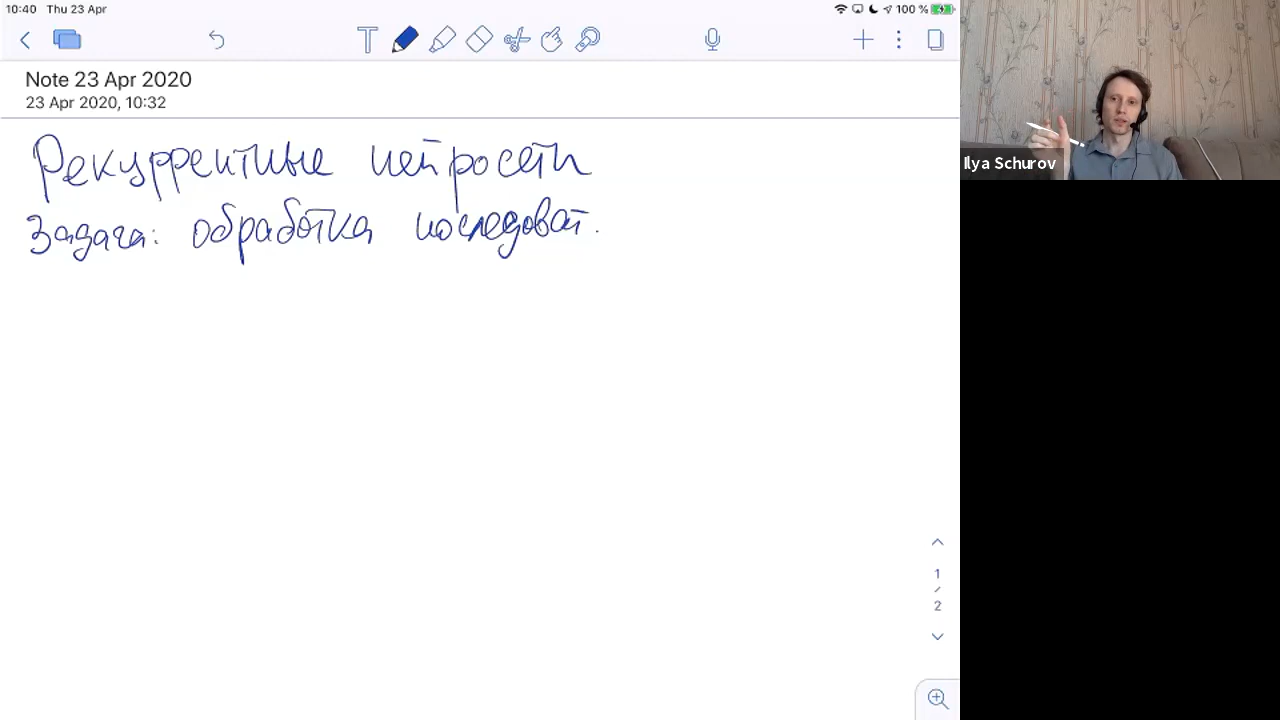 10:40 Thu 23 Apr
100 %
T
Note 23 Apr 2020
23 Apr 2020, 10:32
Рекуррентные нейросети
Задача: обработка последоват.
Ilya Schurov
1
/
2